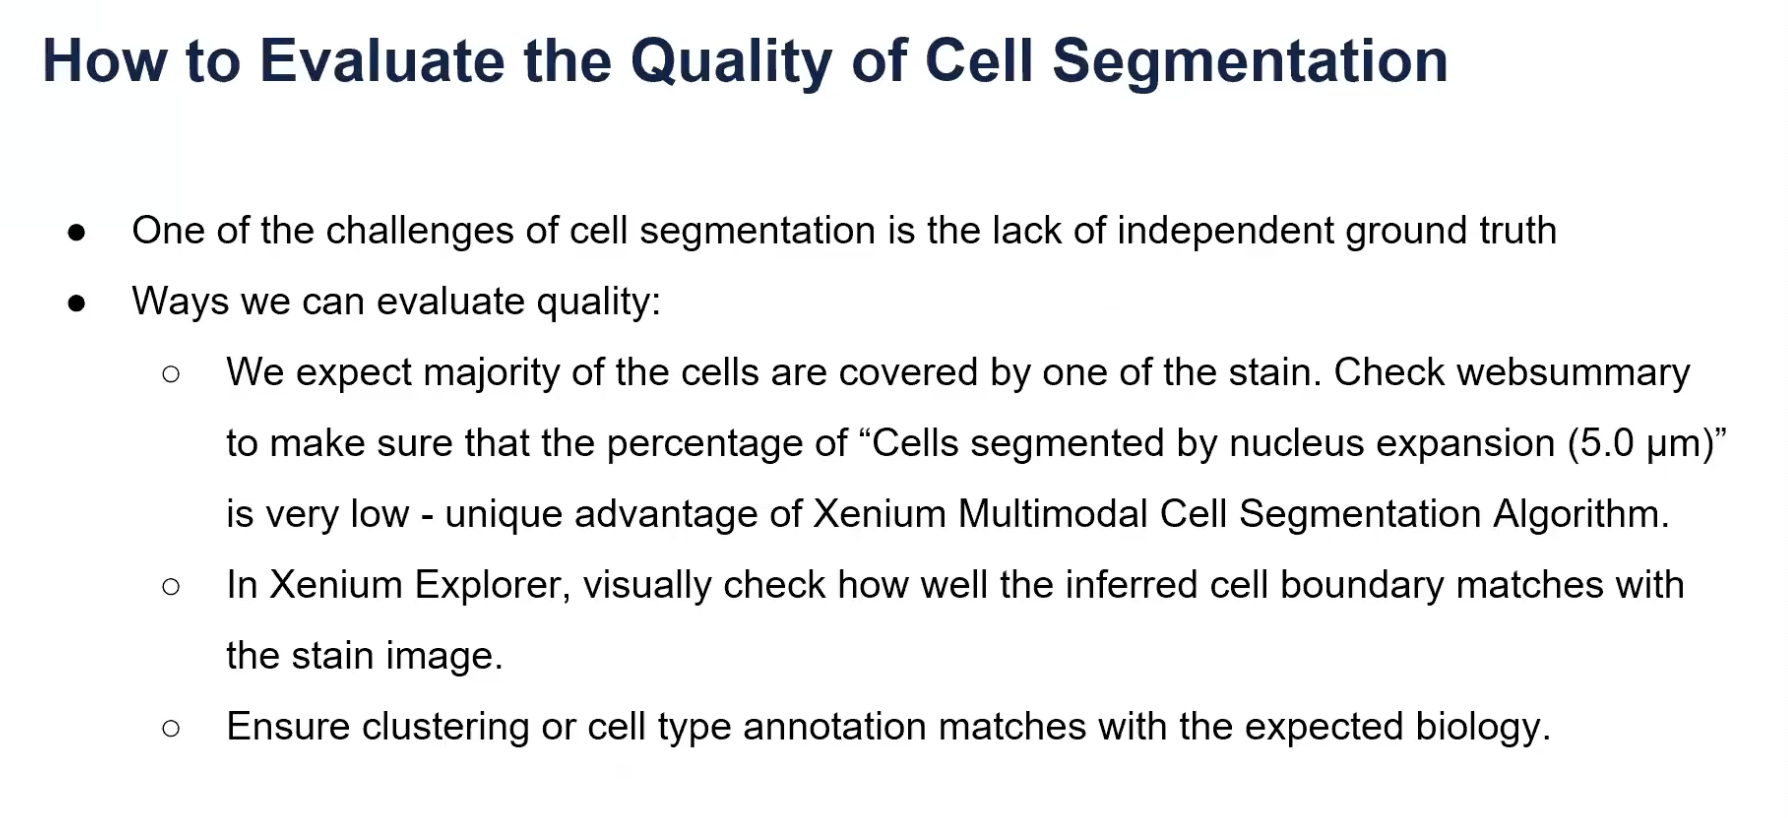 How to Evaluate the Quality of Cell Segmentation
● One of the challenges of cell segmentation is the lack of independent ground truth
● Ways we can evaluate quality:
○ We expect majority of the cells are covered by one of the stain. Check websummary
to make sure that the percentage of “Cells segmented by nucleus expansion (5.0 µm)”
is very low - unique advantage of Xenium Multimodal Cell Segmentation Algorithm.
○ In Xenium Explorer, visually check how well the inferred cell boundary matches with
the stain image.
○ Ensure clustering or cell type annotation matches with the expected biology.